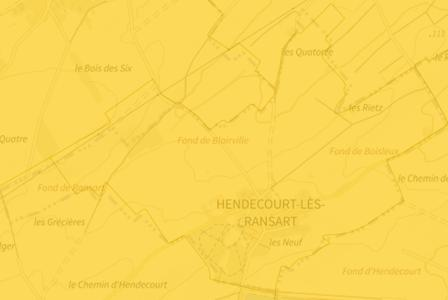 .111
les Quatorze
le Bois des Six
les Rietz
Quatre
Fond de Blairville
Fond de Boisleux
le Chemin de
Fond de Ransart
HENDECOURT-LÈS-
RANSART
les Grécières
les Neuf
Fond d'Hendecourt
le Chemin d'Hendecourt